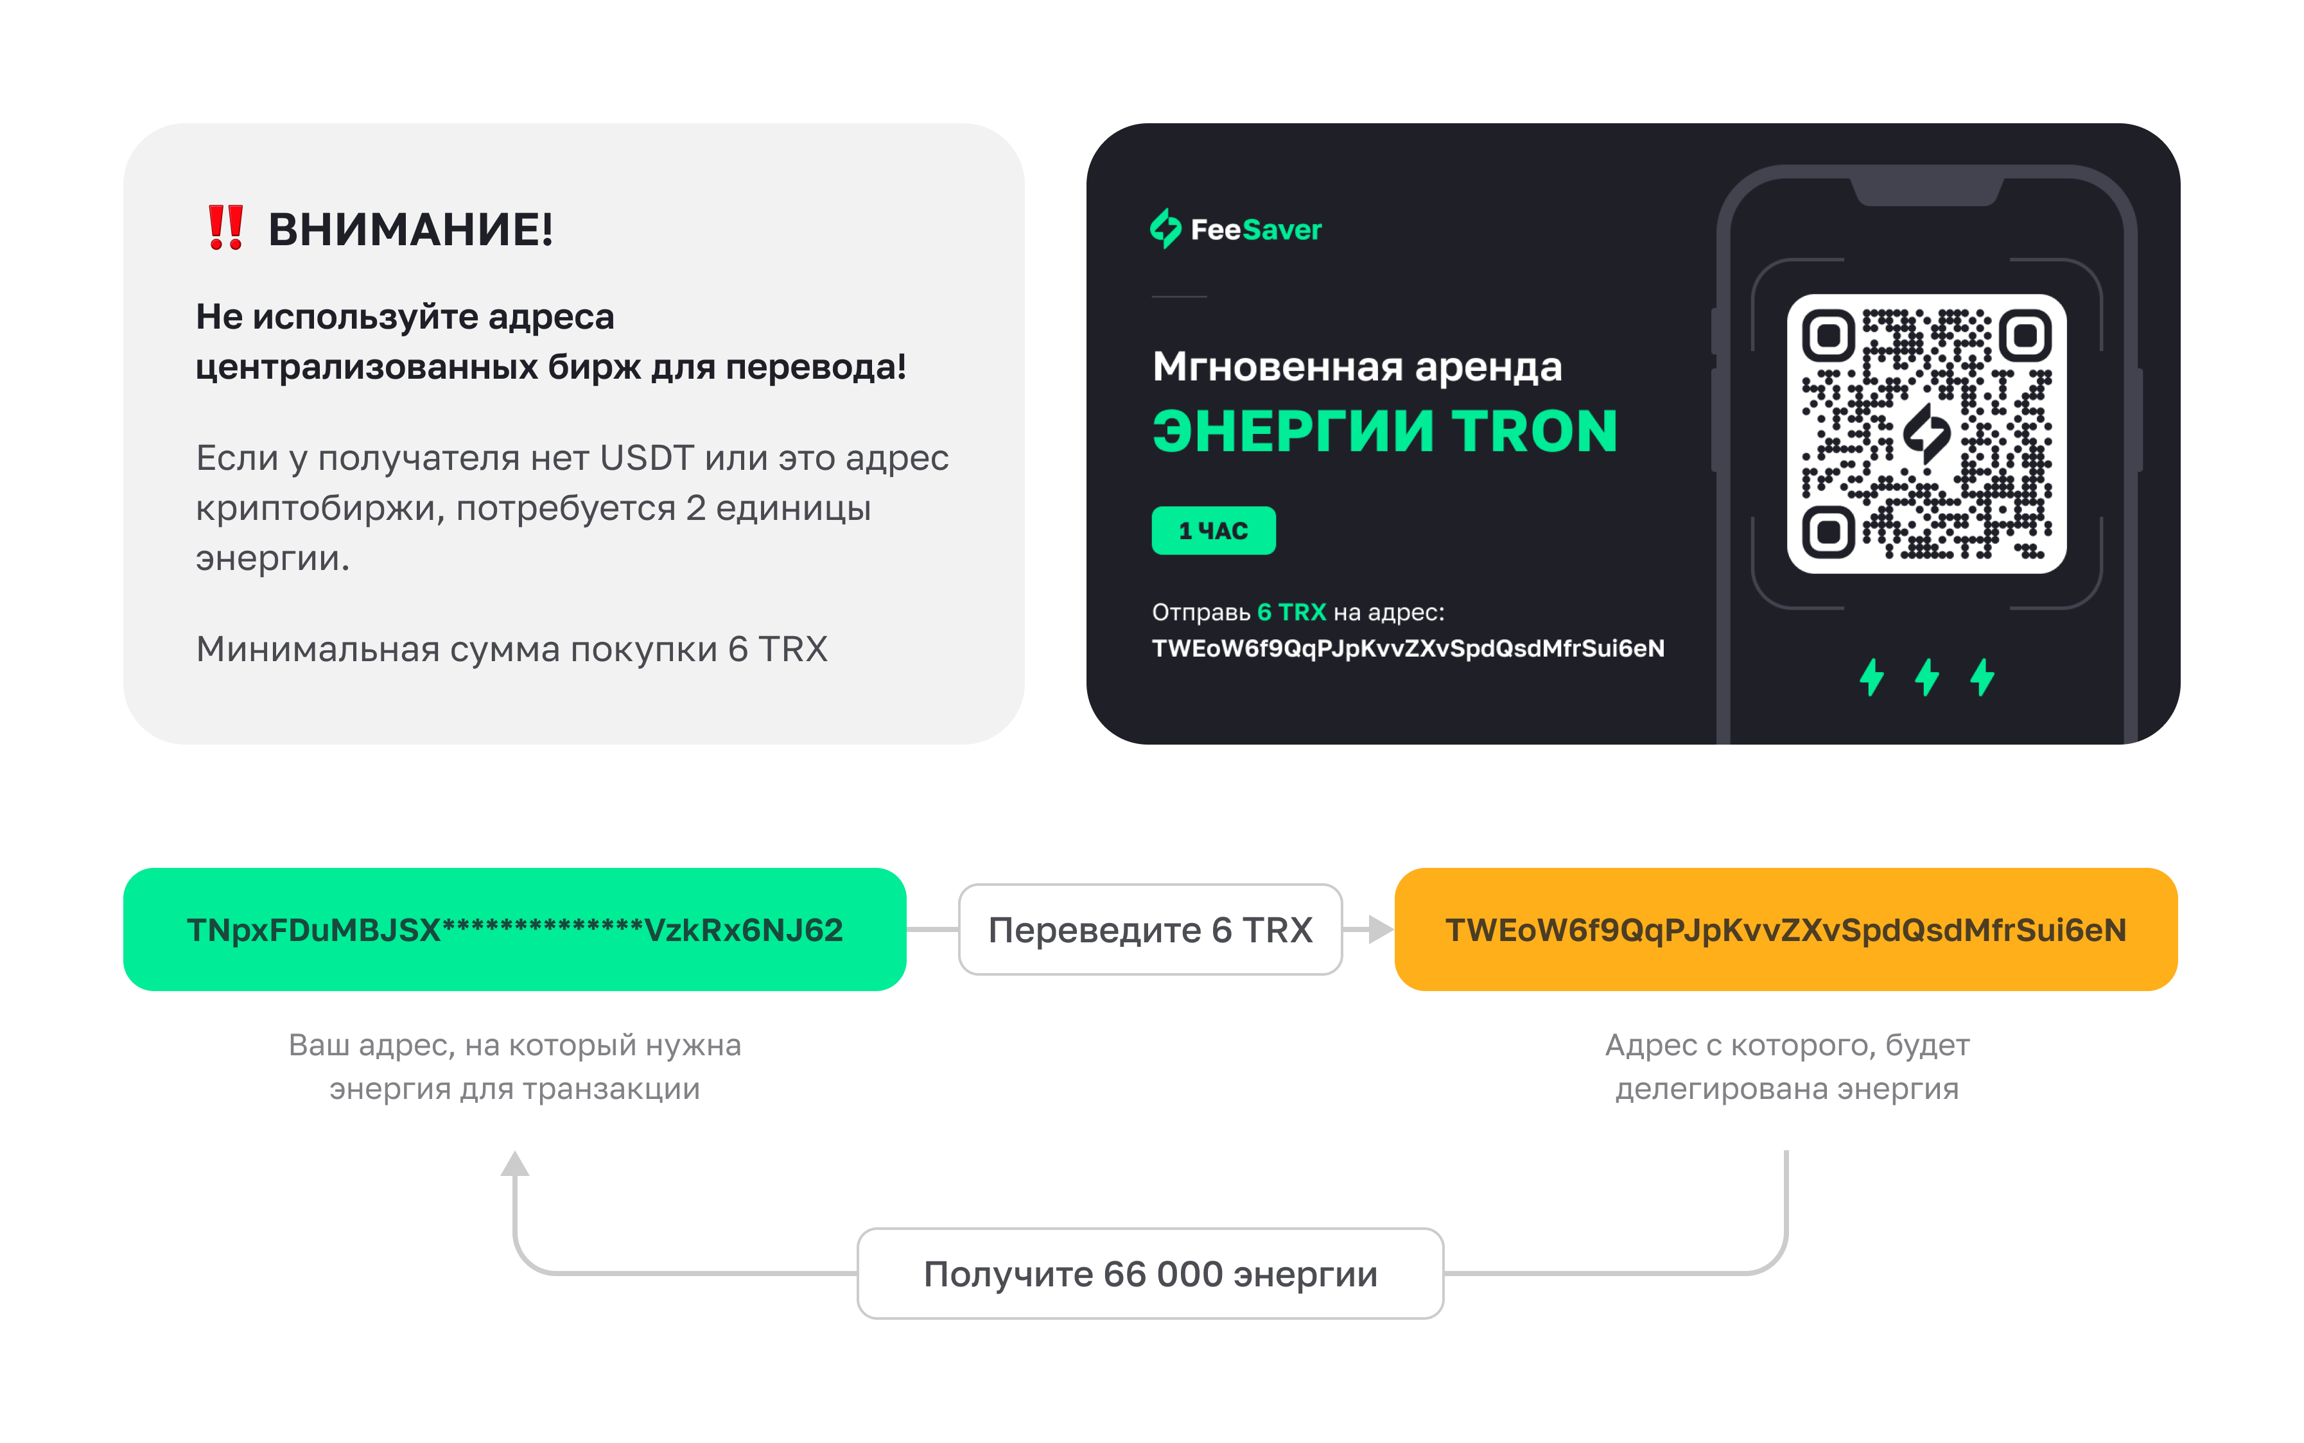 ‼️ ВНИМАНИЕ!
Не используйте адреса
централизованных бирж для перевода!
Если у получателя нет USDT или это адрес
криптобиржи, потребуется 2 единицы
энергии.
Минимальная сумма покупки 6 TRX
FeeSaver
Мгновенная аренда
ЭНЕРГИИ TRON
1 ЧАС
Отправь 6 TRX на адрес:
TWEoW6f9QqPJpKvvZXvSpdQsdMfrSui6eN
TNpxFDuMBJSX**************VzkRx6NJ62
Переведите 6 TRX
TWEoW6f9QqPJpKvvZXvSpdQsdMfrSui6eN
Ваш адрес, на который нужна
энергия для транзакции
Адрес с которого, будет
делегирована энергия
Получите 66 000 энергии